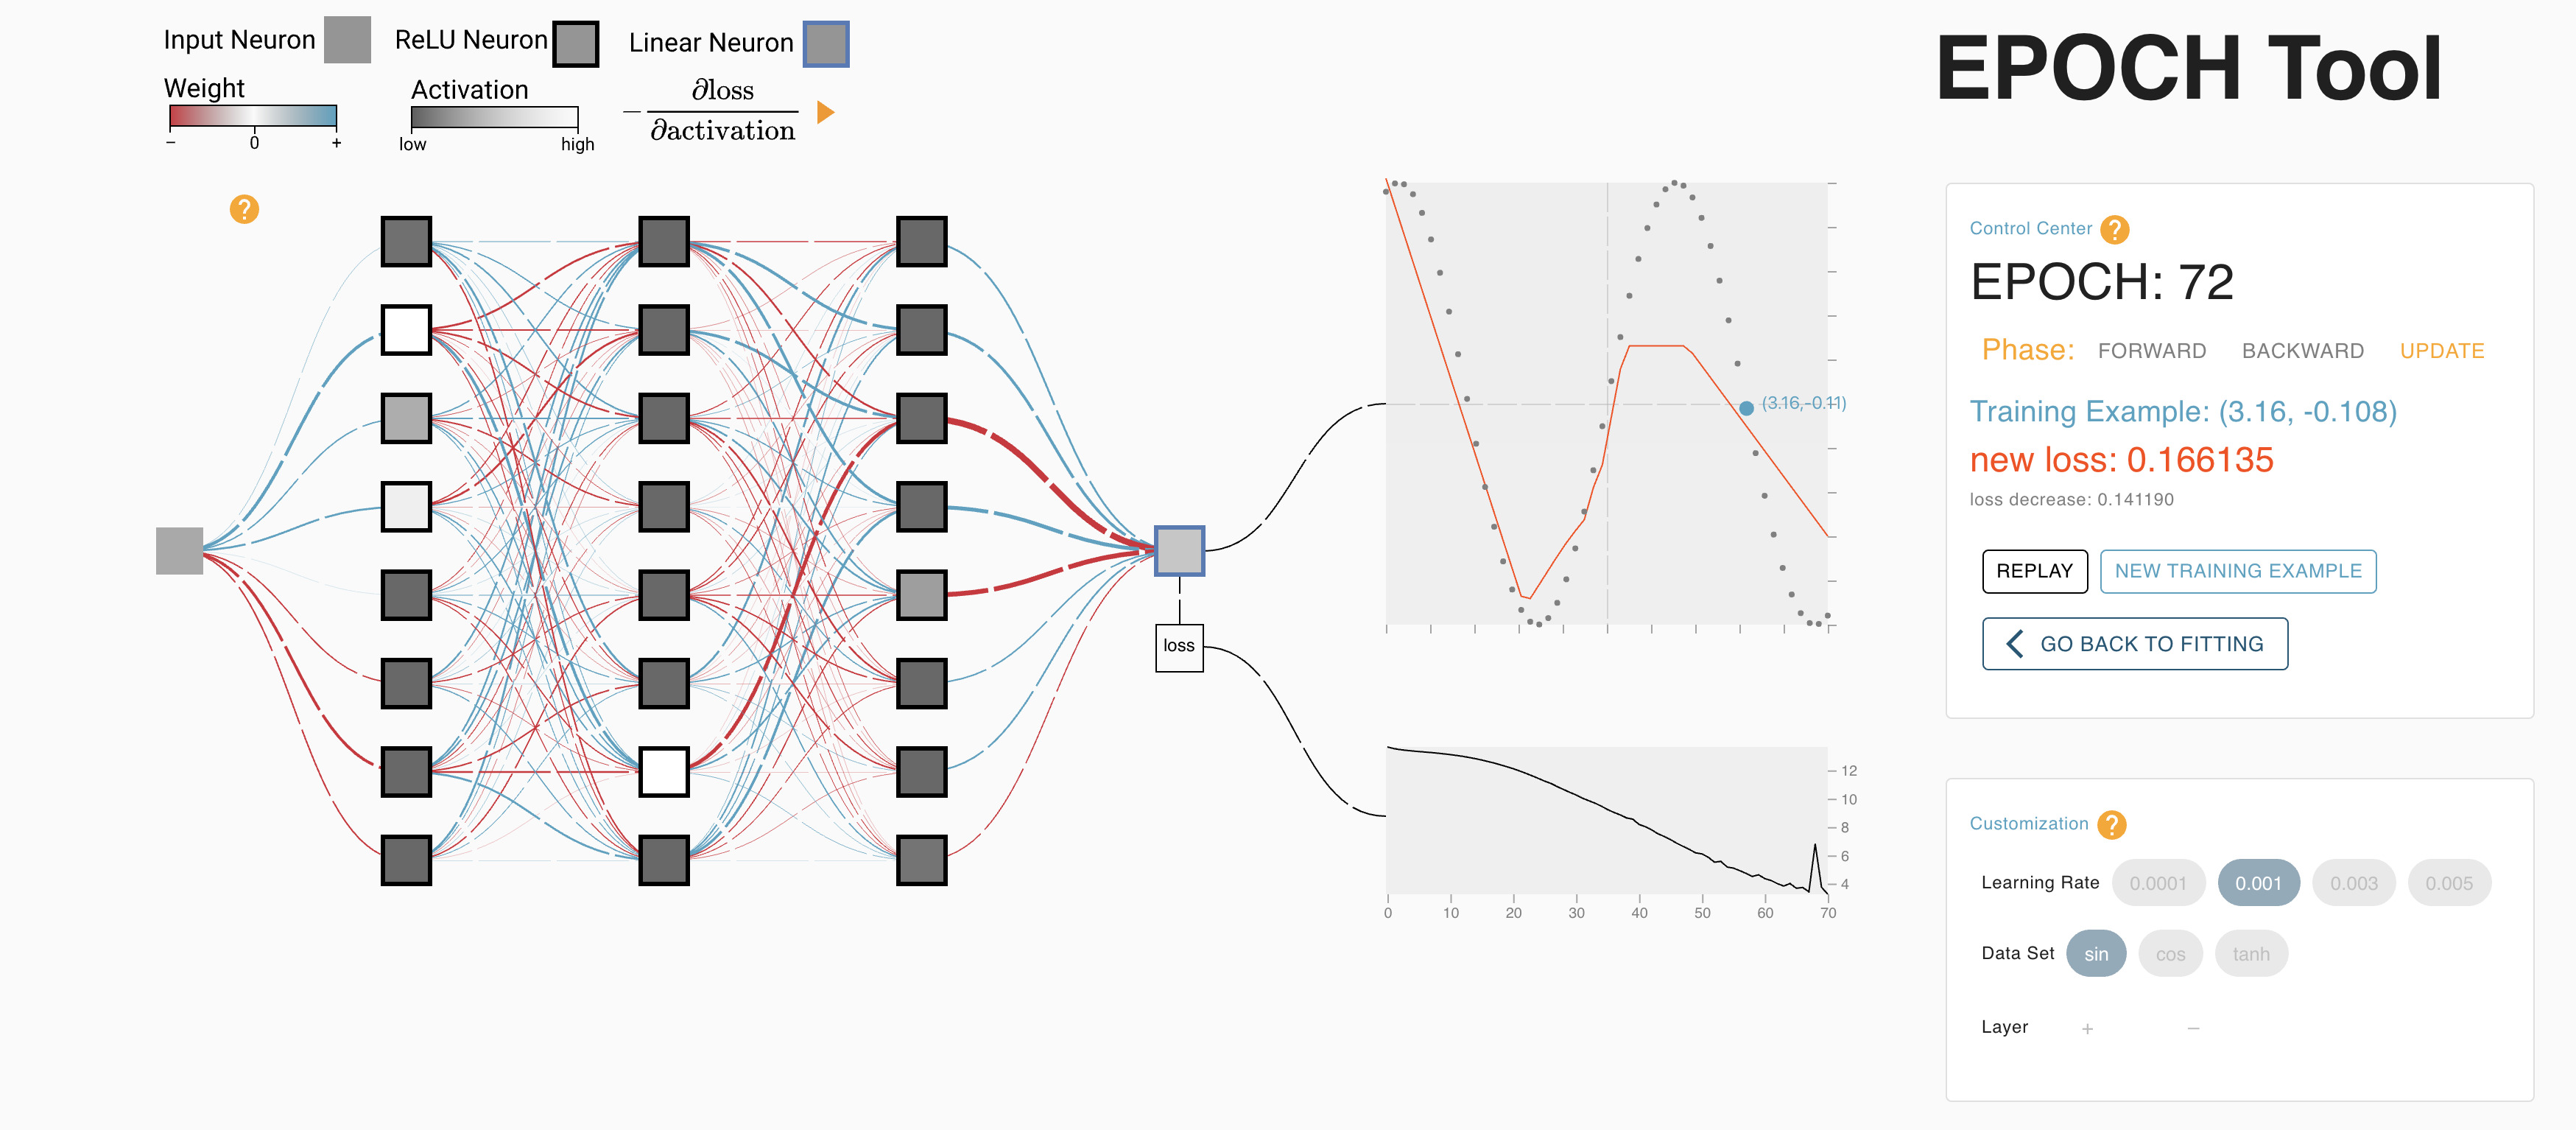 Input Neuron
ReLU Neuron
Linear Neuron
EPOCH Tool
Weight
− 0 +
Activation
low high
− ∂loss
∂activation
?
Control Center ?
EPOCH: 72
Phase: FORWARD BACKWARD UPDATE
(3.16,-0.11)
Training Example: (3.16, -0.108)
new loss: 0.166135
loss decrease: 0.141190
REPLAY NEW TRAINING EXAMPLE
GO BACK TO FITTING
loss
12
10
8
6
4
0 10 20 30 40 50 60 70
Customization ?
Learning Rate 0.0001 0.001 0.003 0.005
Data Set sin cos tanh
Layer + −